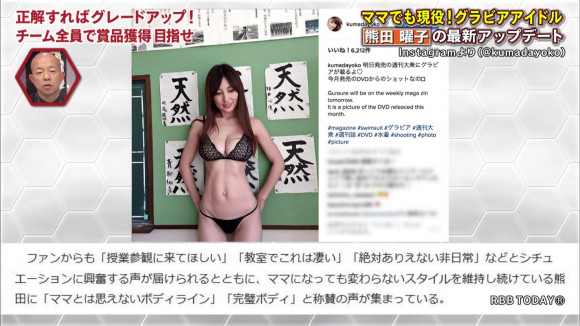 正解すればグレードアップ！
チーム全員で賞品獲得 目指せ
ママでも現役！グラビアアイドル
熊田 曜子の最新アップデート
Instagramより（@kumadayoko）
kumadayoko
いいね！6,212件
kumadayoko 明日発売の週刊大衆にグラビ
アが載るよ♡
今月発売のDVDからのショットなのロ
Guraure will be on the weekly maga zin
tomorrow.
It is a picture of the DVD releeced this
month.
#magazine #swimsuit #グラビア #週刊大
衆 #週刊誌 #DVD #水着 #shooting #photo
#picture
天然
天然
天然
天然
ファンからも「授業参観に来てほしい」「教室でこれは凄い」「絶対ありえない非日常」などとシチュ
エーションに興奮する声が届けられるとともに、ママになっても変わらないスタイルを維持し続けている熊
田に「ママとは思えないボディライン」「完璧ボディ」と称賛の声が集まっている。
RBB TODAY®